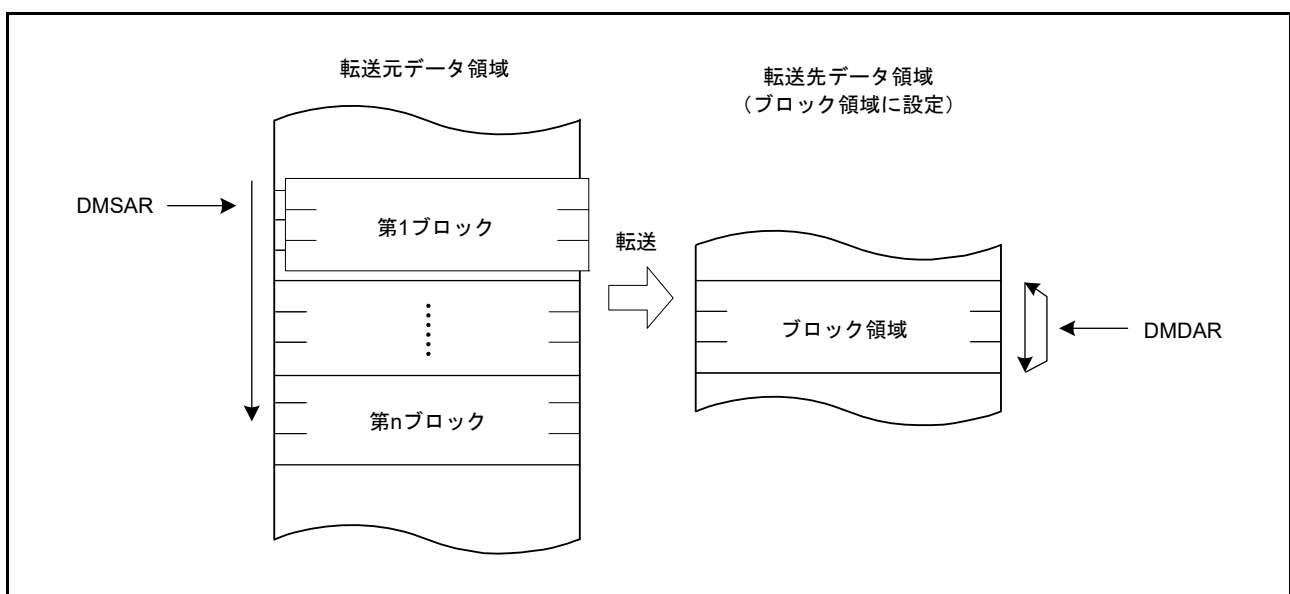 転送元データ領域
転送先データ領域
（ブロック領域に設定）
DMSAR
第1ブロック
転送
ブロック領域
DMDAR
第nブロック